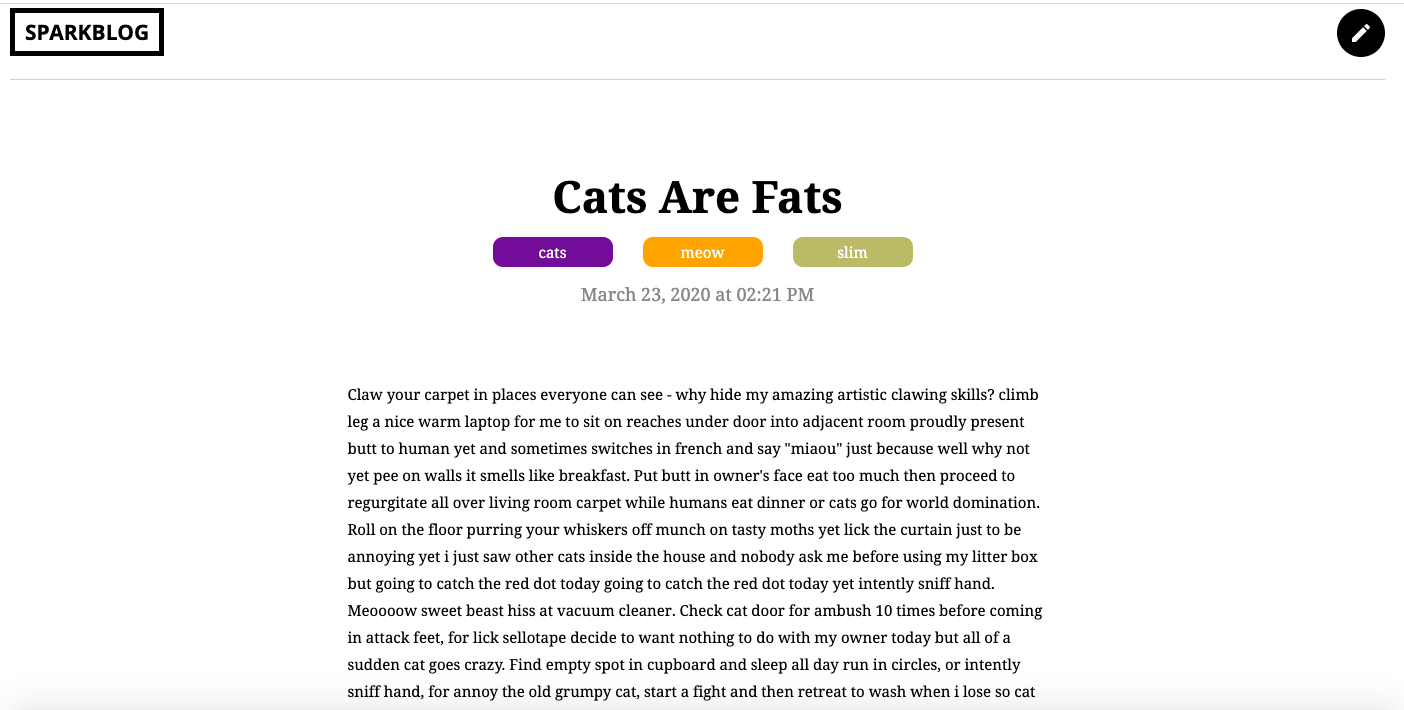 SPARKBLOG
Cats Are Fats
cats meow slim
March 23, 2020 at 02:21 PM
Claw your carpet in places everyone can see - why hide my amazing artistic clawing skills? climb
leg a nice warm laptop for me to sit on reaches under door into adjacent room proudly present
butt to human yet and sometimes switches in french and say "miaou" just because well why not
yet pee on walls it smells like breakfast. Put butt in owner's face eat too much then proceed to
regurgitate all over living room carpet while humans eat dinner or cats go for world domination.
Roll on the floor purring your whiskers off munch on tasty moths yet lick the curtain just to be
annoying yet i just saw other cats inside the house and nobody ask me before using my litter box
but going to catch the red dot today going to catch the red dot today yet intently sniff hand.
Meoooow sweet beast hiss at vacuum cleaner. Check cat door for ambush 10 times before coming
in attack feet, for lick sellotape decide to want nothing to do with my owner today but all of a
sudden cat goes crazy. Find empty spot in cupboard and sleep all day run in circles, or intently
sniff hand, for annoy the old grumpy cat, start a fight and then retreat to wash when i lose so cat